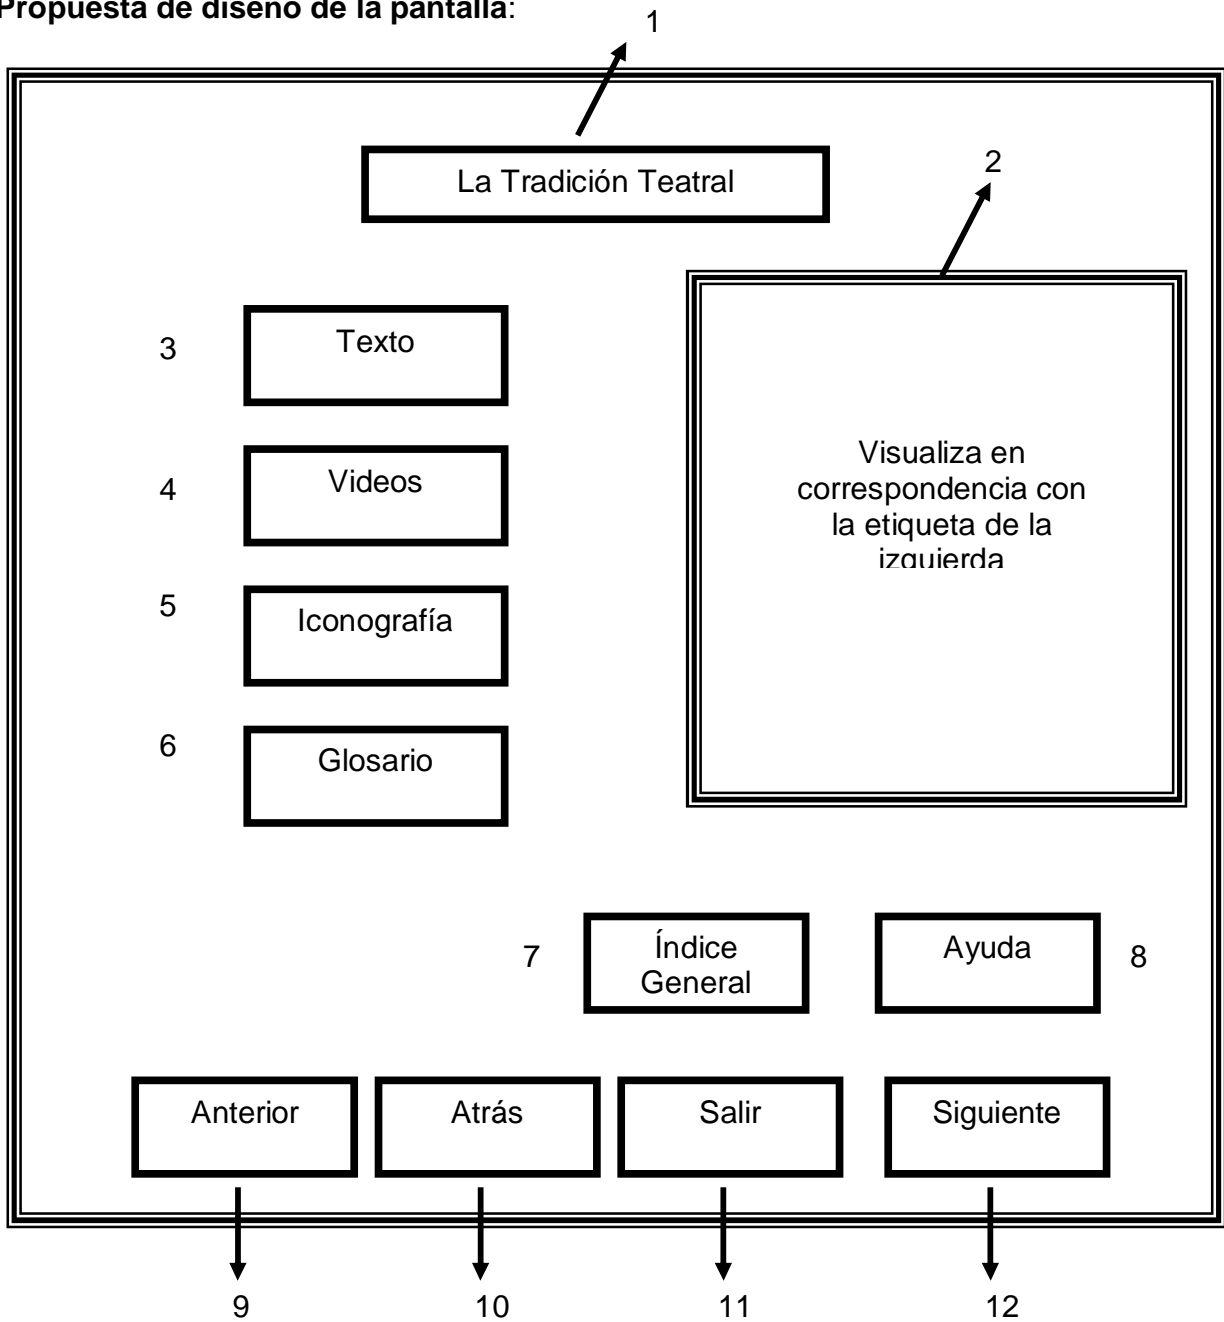 Propuesta de diseño de la pantalla:
1
La Tradición Teatral
2
3
Texto
4
Videos
Visualiza en
correspondencia con
la etiqueta de la
izquierda
5
Iconografía
6
Glosario
7
Índice
General
Ayuda
8
Anterior
Atrás
Salir
Siguiente
9
10
11
12